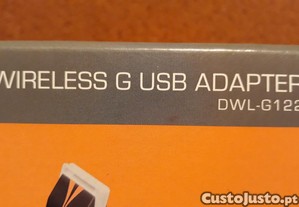 WIRELESS G USB ADAPTER
DWL-G122
CustoJusto.pt